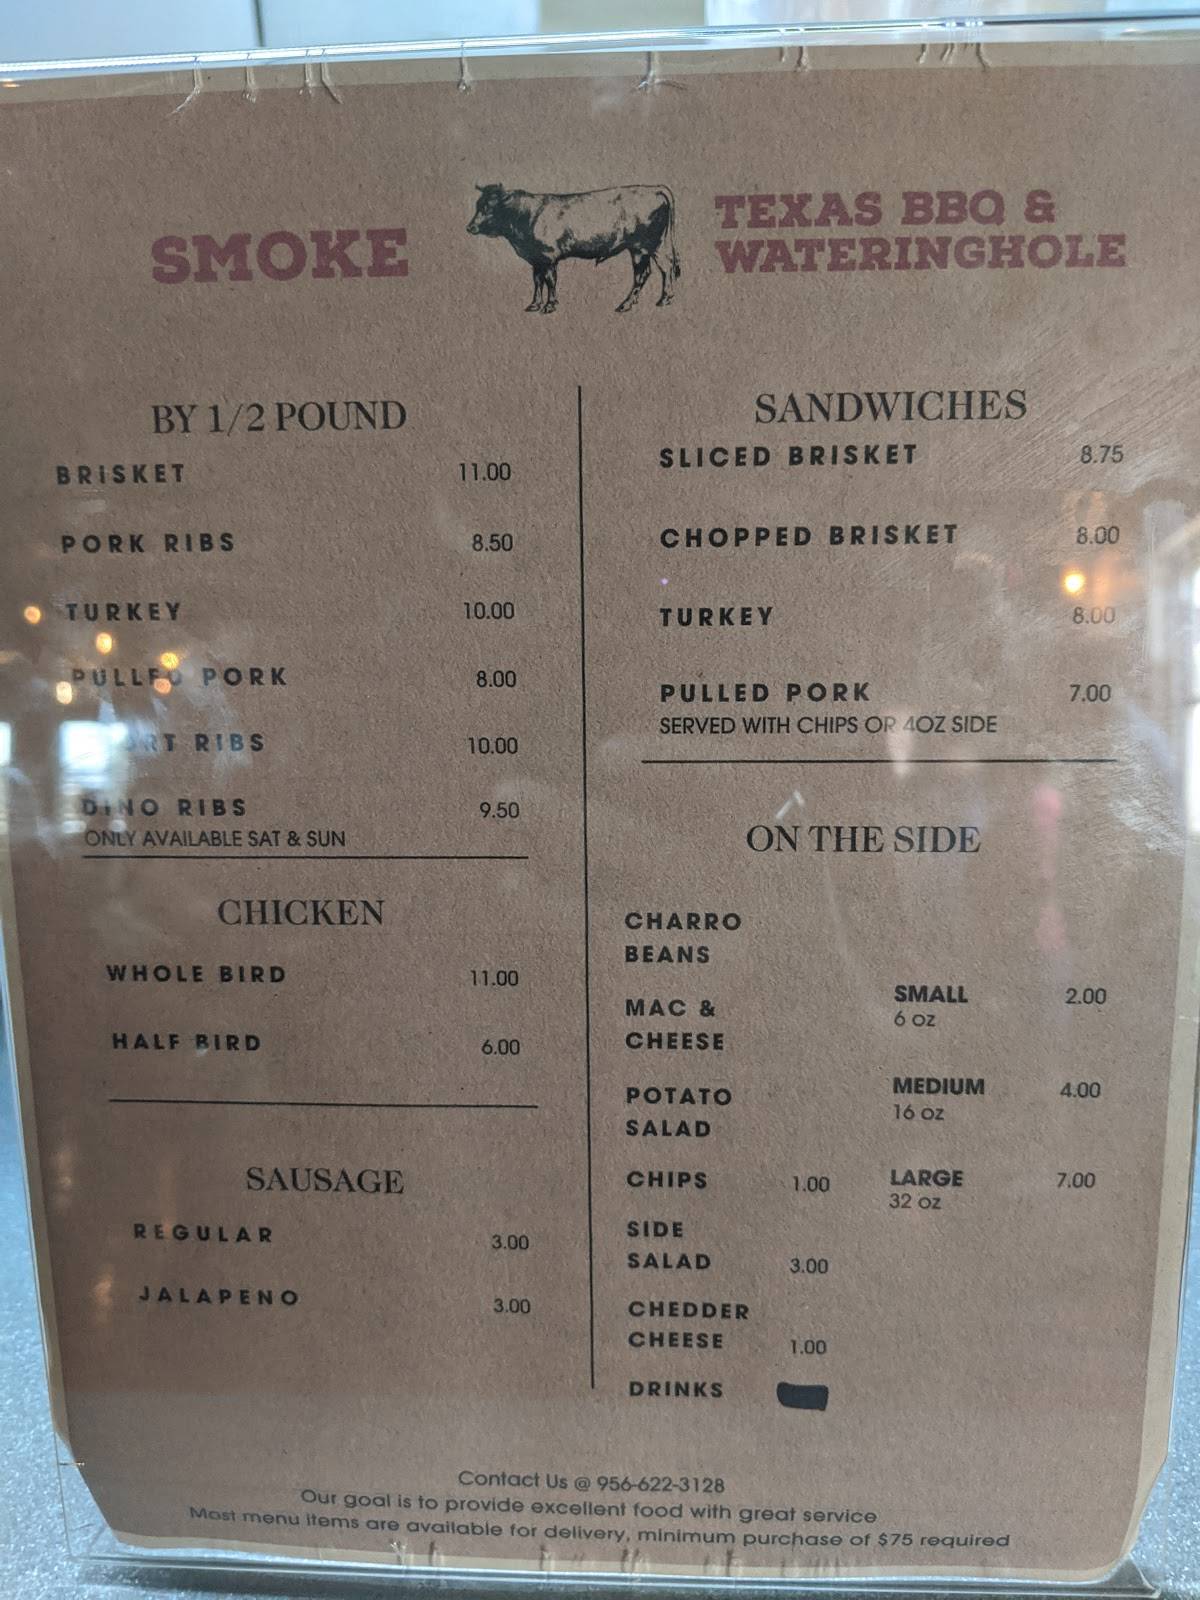 SMOKE
TEXAS BBQ &
WATERINGHOLE
BY 1/2 POUND
BRISKET 11.00
PORK RIBS 8.50
TURKEY 10.00
PULLED PORK 8.00
RIBS 10.00
DINO RIBS 9.50
ONLY AVAILABLE SAT & SUN
CHICKEN
WHOLE BIRD 11.00
HALF BIRD 6.00
SAUSAGE
REGULAR 3.00
JALAPENO 3.00
SANDWICHES
SLICED BRISKET 8.75
CHOPPED BRISKET 8.00
TURKEY 8.00
PULLED PORK 7.00
SERVED WITH CHIPS OR 4OZ SIDE
ON THE SIDE
CHARRO
BEANS
MAC &
CHEESE
POTATO
SALAD
SMALL 2.00
6 oz
MEDIUM 4.00
16 oz
LARGE 7.00
32 oz
CHIPS 1.00
SIDE
SALAD 3.00
CHEDDER
CHEESE 1.00
DRINKS
Contact Us @ 956-622-3128
Our goal is to provide excellent food with great service
Most menu items are available for delivery, minimum purchase of $75 required